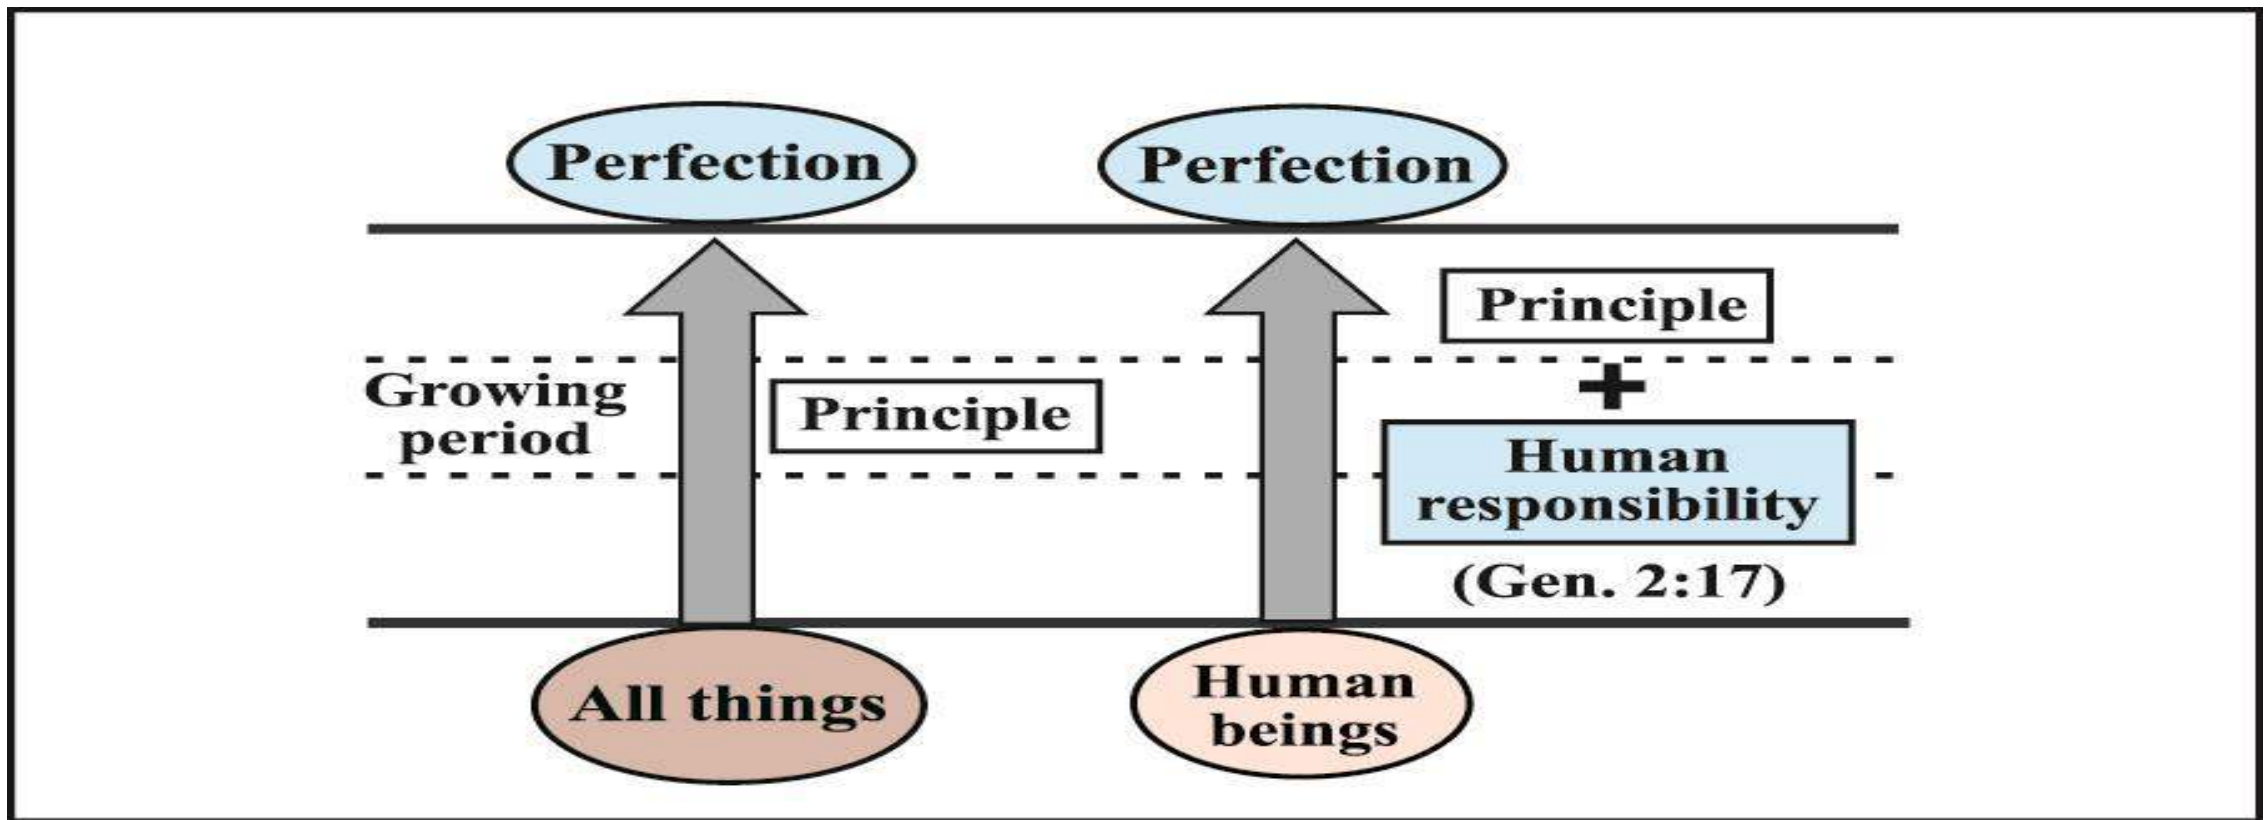 Perfection
Perfection
Principle
+
Growing
period
Principle
Human
responsibility
(Gen. 2:17)
All things
Human
beings